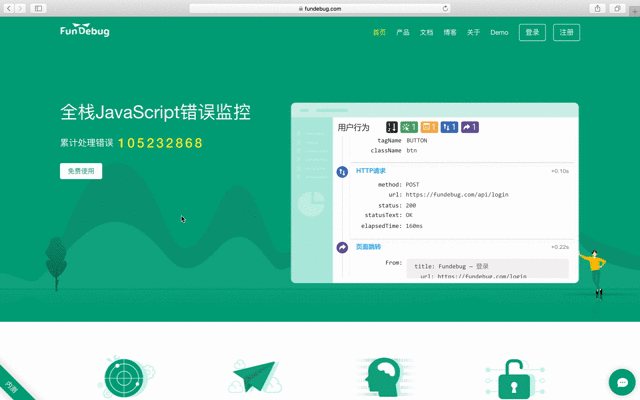 fundebug.com
FunDebug
首页 产品 文档 博客 关于 Demo 登录 注册
全栈JavaScript错误监控
累计处理错误 105232868
免费使用
用户行为 1 1 1 1
tagName BUTTON
className btn
HTTP请求 +0.10s
method: POST
url: https://fundebug.com/api/login
status: 200
statusText: OK
elapsedTime: 160ms
页面跳转 +0.22s
From: title: Fundebug — 登录
url: https://fundebug.com/login
内测